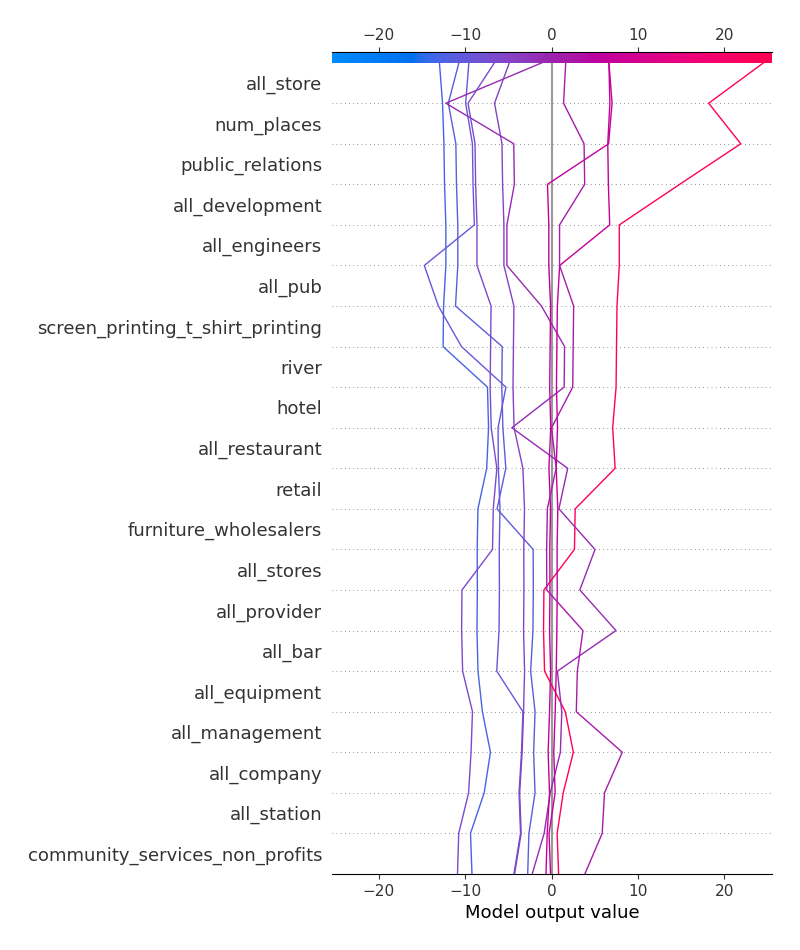 −20 −10 0 10 20
all_store
num_places
public_relations
all_development
all_engineers
all_pub
screen_printing_t_shirt_printing
river
hotel
all_restaurant
retail
furniture_wholesalers
all_stores
all_provider
all_bar
all_equipment
all_management
all_company
all_station
community_services_non_profits
−20 −10 0 10 20
Model output value